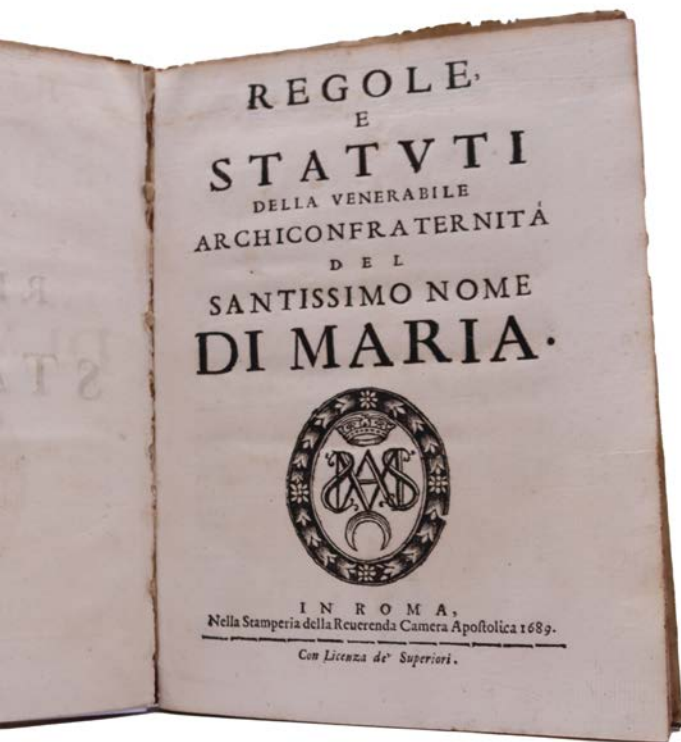 REGOLE,
E
STATVTI
DELLA VENERABILE
ARCHICONFRATERNITÁ
DEL
SANTISSIMO NOME
DI MARIA.
IN ROMA,
Nella Stamperia della Reuerenda Camera Apoſtolica 1689.
Con Licenza de' Superiori.